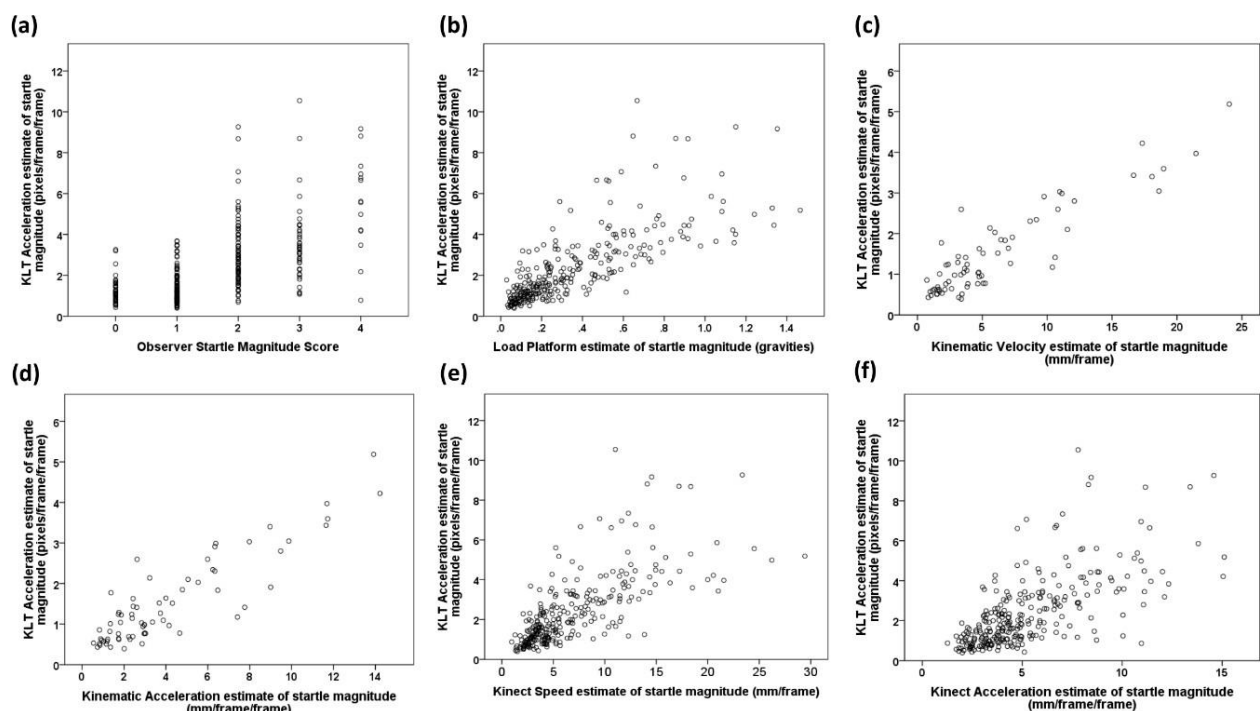 (a)
KLT Acceleration estimate of startle
magnitude (pixels/frame/frame)
12
10
8
6
4
2
0
0 1 2 3 4
Observer Startle Magnitude Score
(b)
KLT Acceleration estimate of startle
magnitude (pixels/frame/frame)
12
10
8
6
4
2
0
.0 .2 .4 .6 .8 1.0 1.2 1.4
Load Platform estimate of startle magnitude (gravities)
(c)
KLT Acceleration estimate of startle
magnitude (pixels/frame/frame)
6
5
4
3
2
1
0
0 5 10 15 20 25
Kinematic Velocity estimate of startle magnitude
(mm/frame)
(d)
KLT Acceleration estimate of startle
magnitude (pixels/frame/frame)
6
5
4
3
2
1
0
0 2 4 6 8 10 12 14
Kinematic Acceleration estimate of startle magnitude
(mm/frame/frame)
(e)
KLT Acceleration estimate of startle
magnitude (pixels/frame/frame)
12
10
8
6
4
2
0
0 5 10 15 20 25 30
Kinect Speed estimate of startle magnitude (mm/frame)
(f)
KLT Acceleration estimate of startle
magnitude (pixels/frame/frame)
12
10
8
6
4
2
0
0 5 10 15
Kinect Acceleration estimate of startle magnitude
(mm/frame/frame)